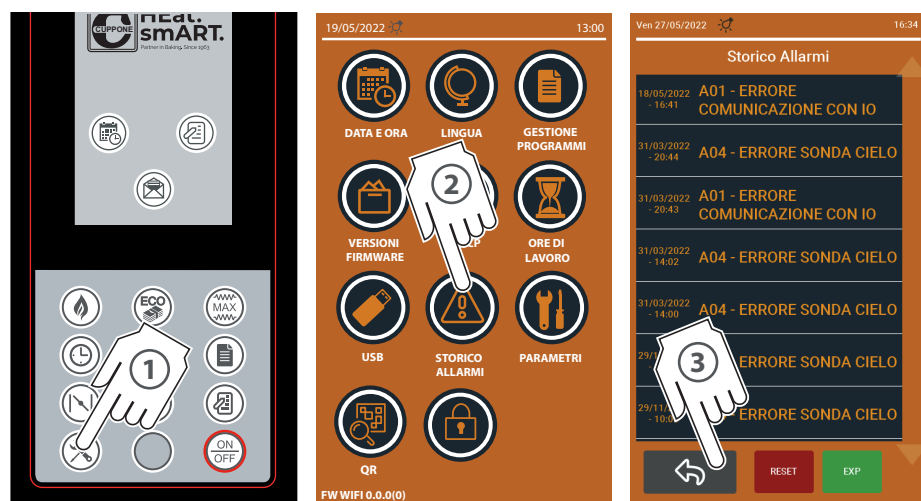 CUPPONE
smART.
Partner in Baking, Since 1963
ECO
MAX
1
ON
OFF
19/05/2022
13:00
DATA E ORA
LINGUA
GESTIONE
PROGRAMMI
2
VERSIONI
FIRMWARE
ORE DI
LAVORO
USB
STORICO
ALLARMI
PARAMETRI
QR
FW WIFI 0.0.0(0)
Ven 27/05/2022
16:34
Storico Allarmi
18/05/2022
- 16:41
A01 - ERRORE
COMUNICAZIONE CON IO
31/03/2022
- 20:44
A04 - ERRORE SONDA CIELO
31/03/2022
- 20:43
A01 - ERRORE
COMUNICAZIONE CON IO
31/03/2022
- 14:02
A04 - ERRORE SONDA CIELO
31/03/2022
- 14:00
A04 - ERRORE SONDA CIELO
3
ERRORE SONDA CIELO
ERRORE SONDA CIELO
RESET
EXP